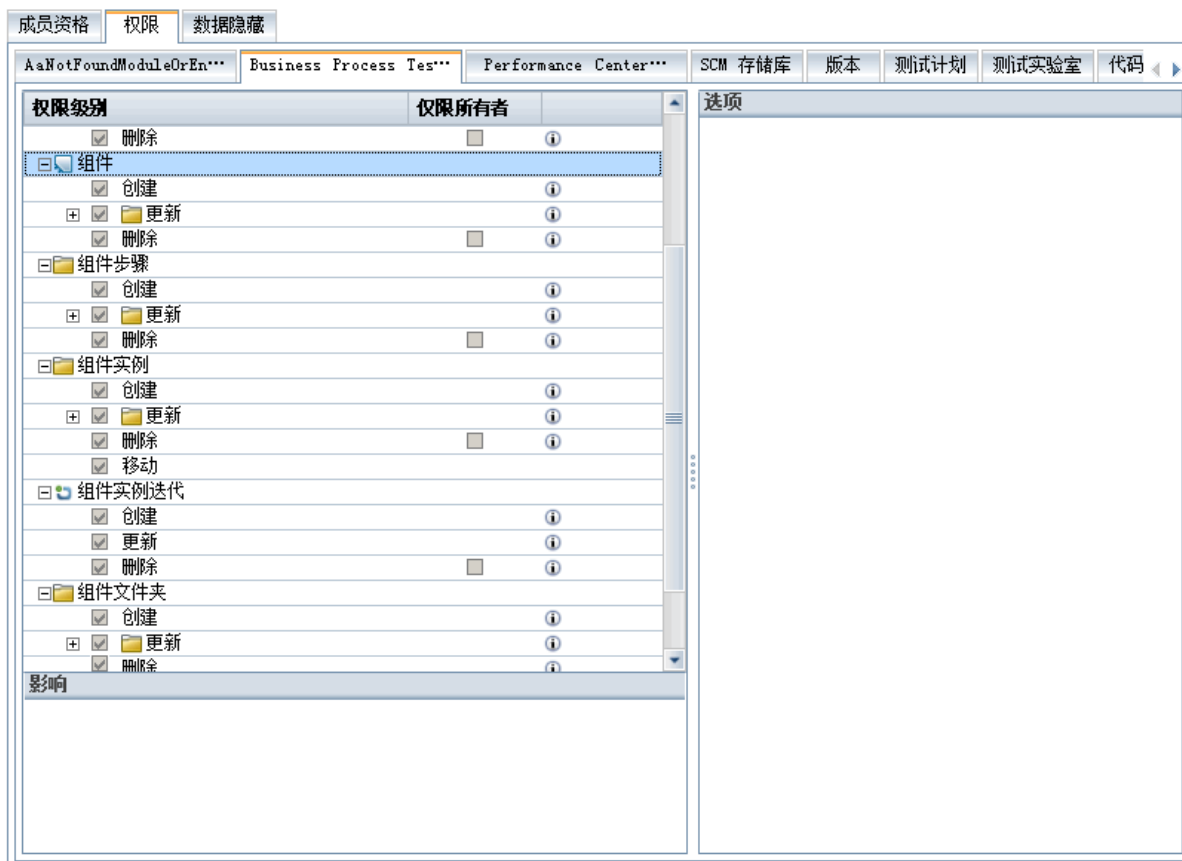 成员资格 权限 数据隐藏
AaNotFoundModuleOrEn… Business Process Tes… Performance Center… SCM 存储库 版本 测试计划 测试实验室 代码
权限级别 仅限所有者 选项
删除
组件
创建
更新
删除
组件步骤
创建
更新
删除
组件实例
创建
更新
删除
移动
组件实例迭代
创建
更新
删除
组件文件夹
创建
更新
删除
影响